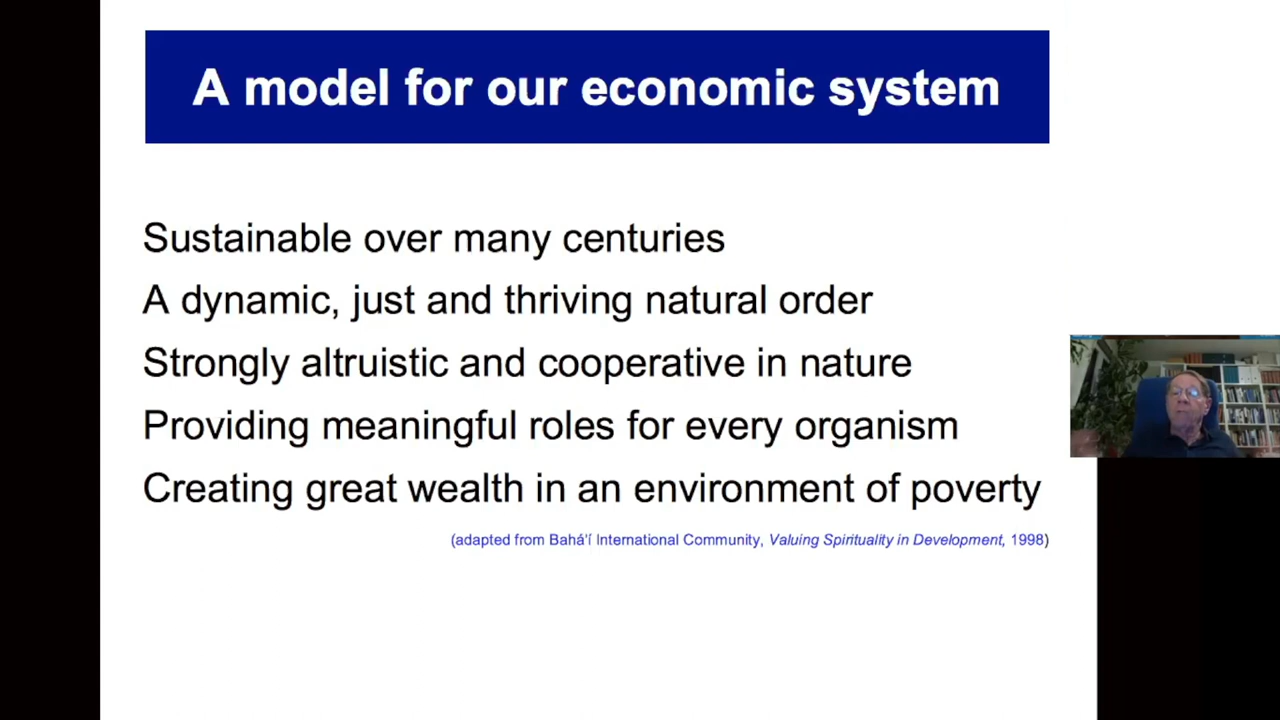 A model for our economic system
Sustainable over many centuries
A dynamic, just and thriving natural order
Strongly altruistic and cooperative in nature
Providing meaningful roles for every organism
Creating great wealth in an environment of poverty
(adapted from Bahá'í International Community, Valuing Spirituality in Development, 1998)